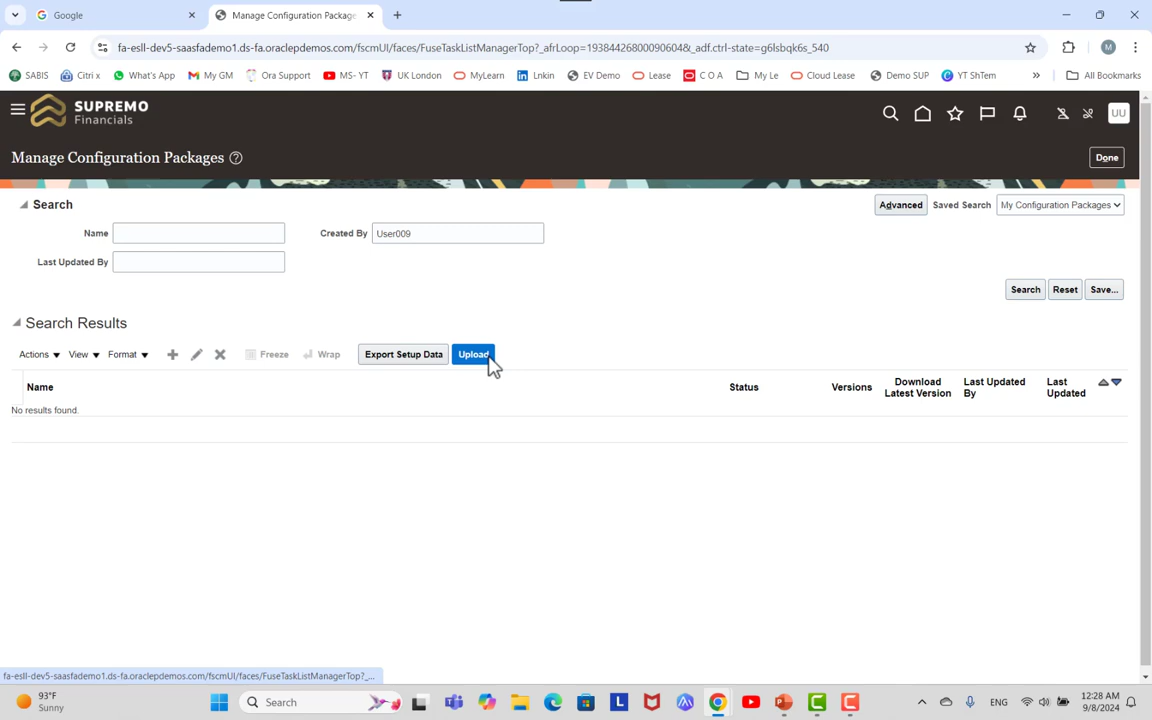 Google
Manage Configuration Package
fa-esll-dev5-saasfademo1.ds-fa.oraclepdemos.com/fscmUI/faces/FuseTaskListManagerTop?_afrLoop=19384426800906048&_adf.ctrl-state=g6lsbqk6s_540
M
SABIS
Citri x
What's App
My GM
Ora Support
MS- YT
UK London
MyLearn
Lnkin
EV Demo
Lease
C O A
My Le
Cloud Lease
Demo SUP
YT ShTem
All Bookmarks
SUPREMO
Financials
UU
Manage Configuration Packages
Done
Search
Advanced
Saved Search
My Configuration Packages
Name
Created By
User009
Last Updated By
Search
Reset
Save...
Search Results
Actions
View
Format
Freeze
Wrap
Export Setup Data
Upload
Name
Status
Versions
Download Latest Version
Last Updated By
Last Updated
No results found.
fa-esll-dev5-saasfademo1.ds-fa.oraclepdemos.com/fscmUI/faces/FuseTaskListManagerTop?_...
93°F
Sunny
Search
ENG
12:28 AM
9/8/2024